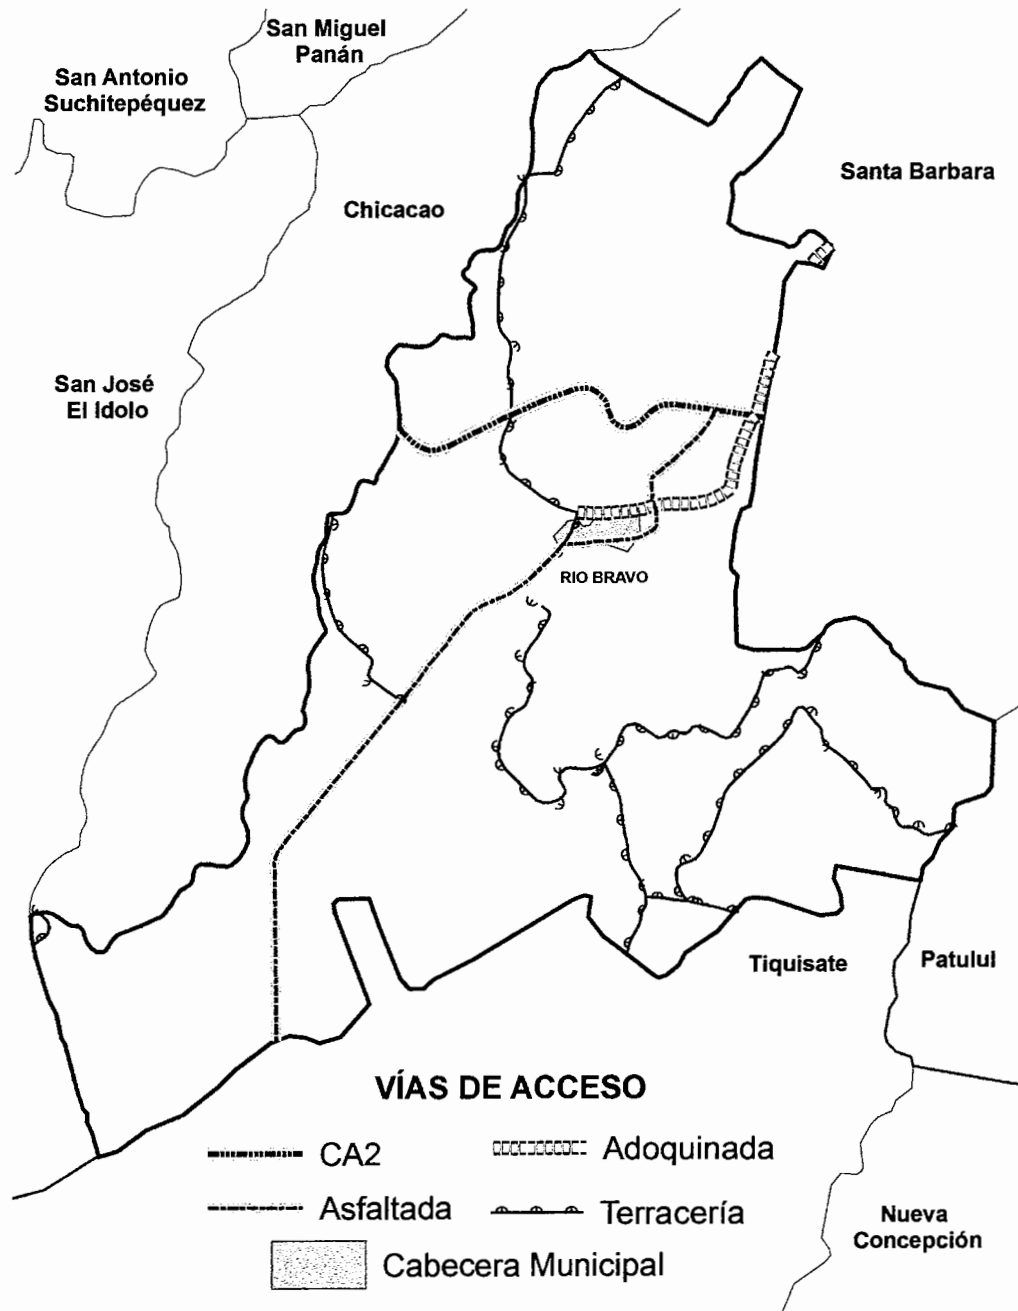 San Miguel
Panán
San Antonio
Suchitepéquez
Santa Barbara
Chicacao
San José
El Idolo
RIO BRAVO
Tiquisate
Patulul
VÍAS DE ACCESO
CA2
Adoquinada
Asfaltada
Terracería
Nueva
Concepción
Cabecera Municipal